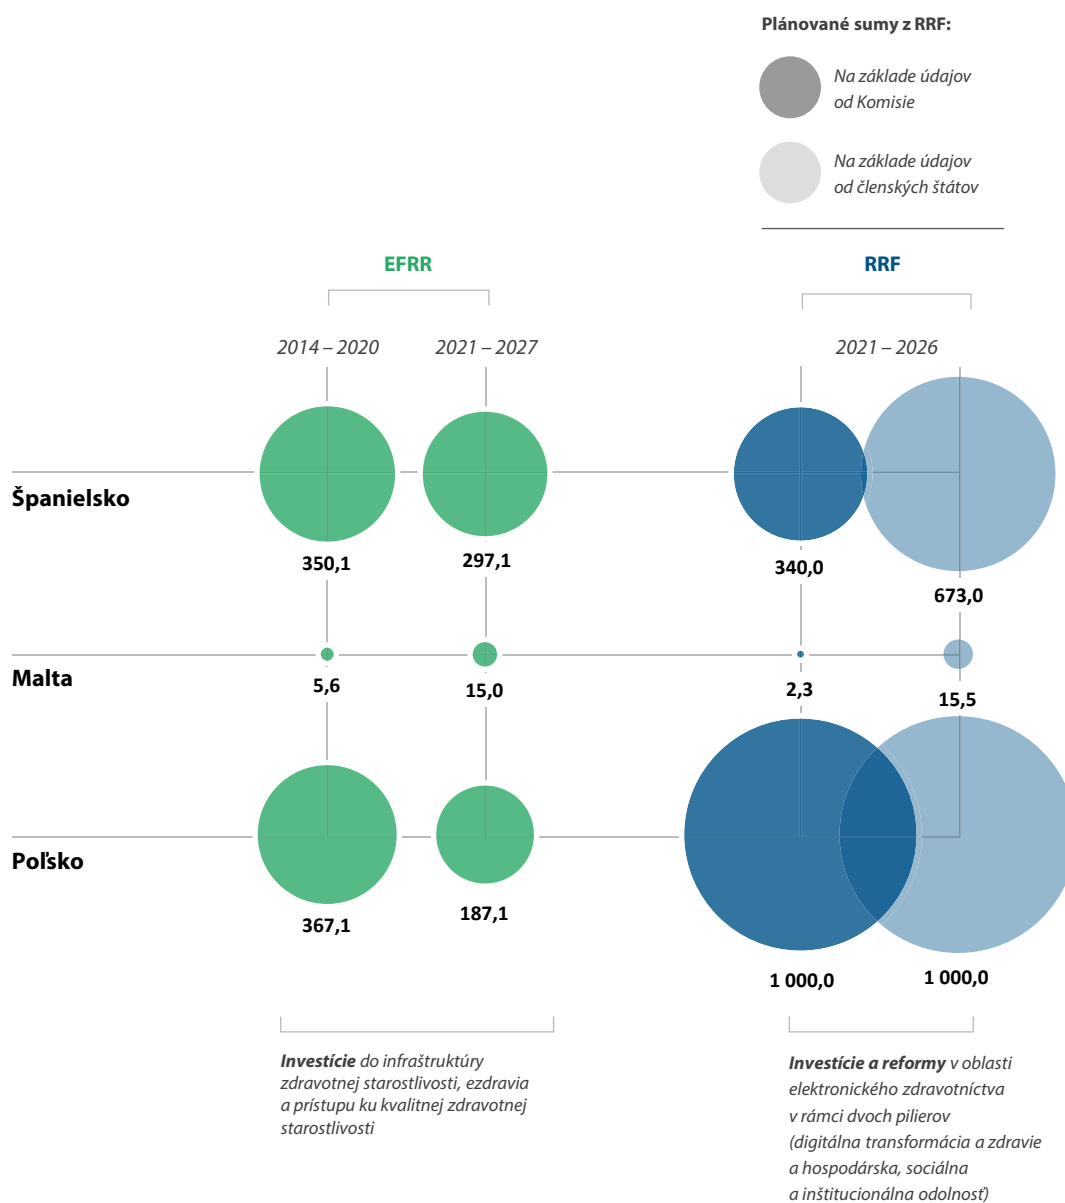 Plánované sumy z RRF:
Na základe údajov
od Komisie
Na základe údajov
od členských štátov
EFRR
RRF
2014 – 2020
2021 – 2027
2021 – 2026
Španielsko
350,1
297,1
340,0
673,0
Malta
5,6
15,0
2,3
15,5
Poľsko
367,1
187,1
1 000,0
1 000,0
Investície do infraštruktúry
zdravotnej starostlivosti, ezdravia
a prístupu ku kvalitnej zdravotnej
starostlivosti
Investície a reformy v oblasti
elektronického zdravotníctva
v rámci dvoch pilierov
(digitálna transformácia a zdravie
a hospodárska, sociálna
a inštitucionálna odolnosť)